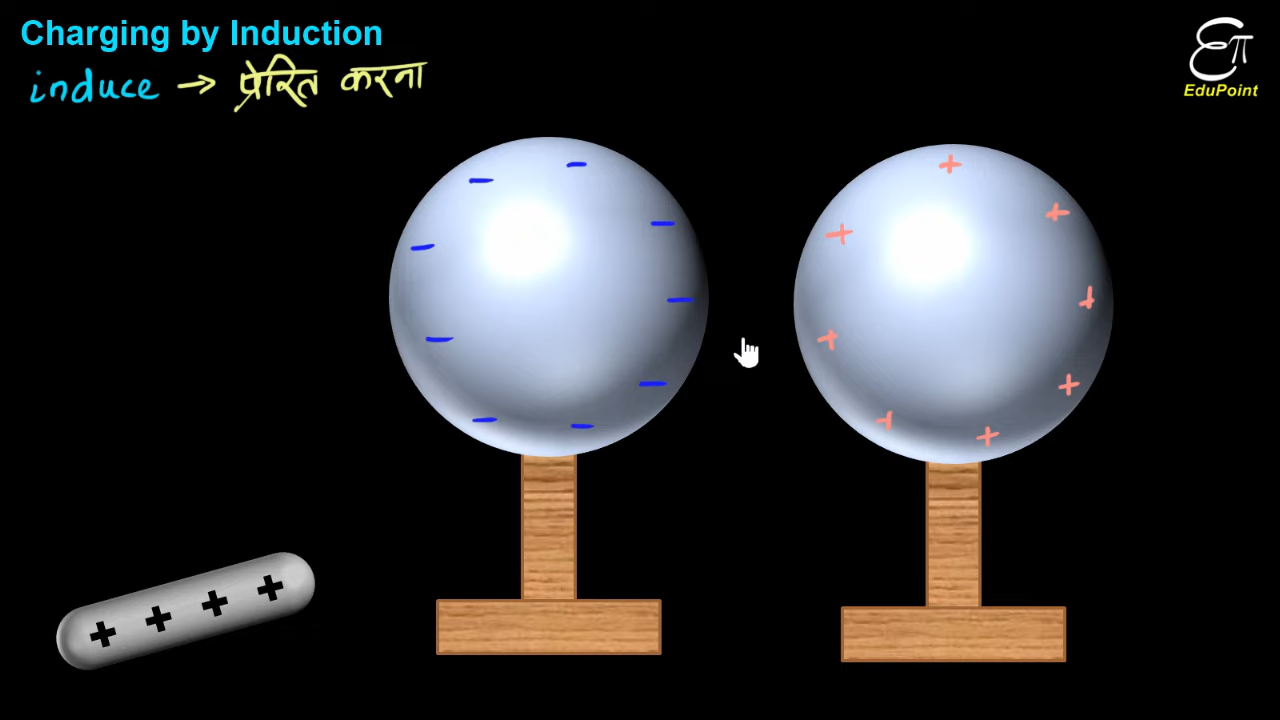 Charging by Induction
induce → प्रेरित करना
EduPoint
− −
− −
− −
− −
− −
+
+ +
+ +
+ +
+ +
+ + + +